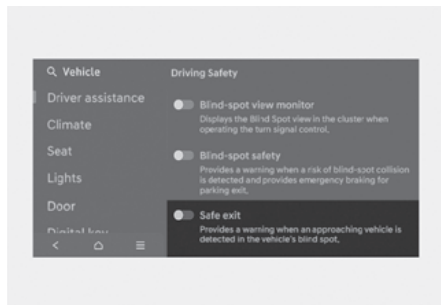 Vehicle
Driver assistance
Climate
Seat
Lights
Door
Digital key
Driving Safety
Blind-spot view monitor
Displays the Blind Spot view in the cluster when
operating the turn signal control.
Blind-spot safety
Provides a warning when a risk of blind-spot collision
is detected and provides emergency braking for
parking exit.
Safe exit
Provides a warning when an approaching vehicle is
detected in the vehicle's blind spot.